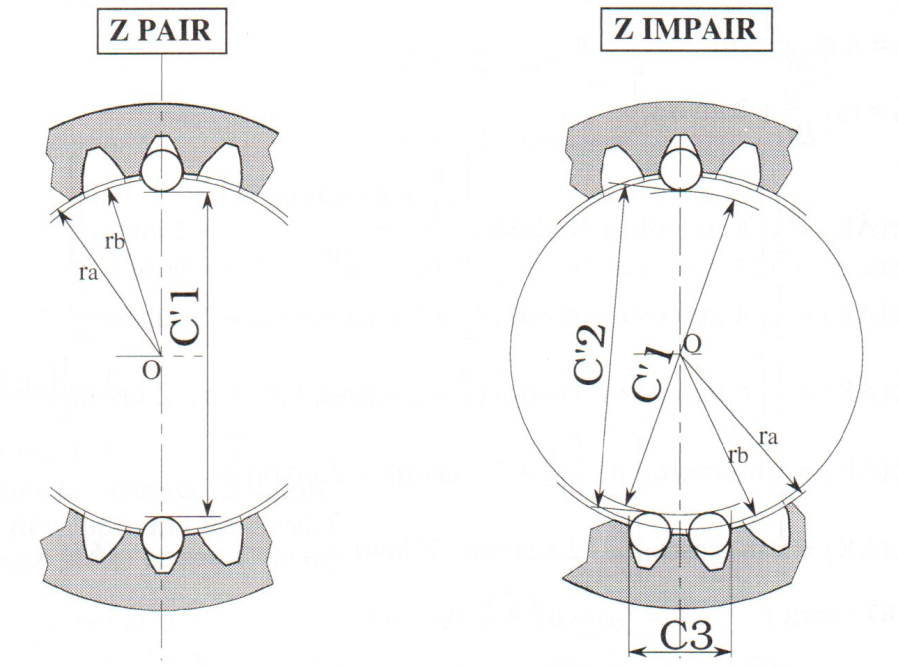 Z PAIR
Z IMPAIR
rb
ra
C'1
O
C'2
C'1
O
ra
rb
C3